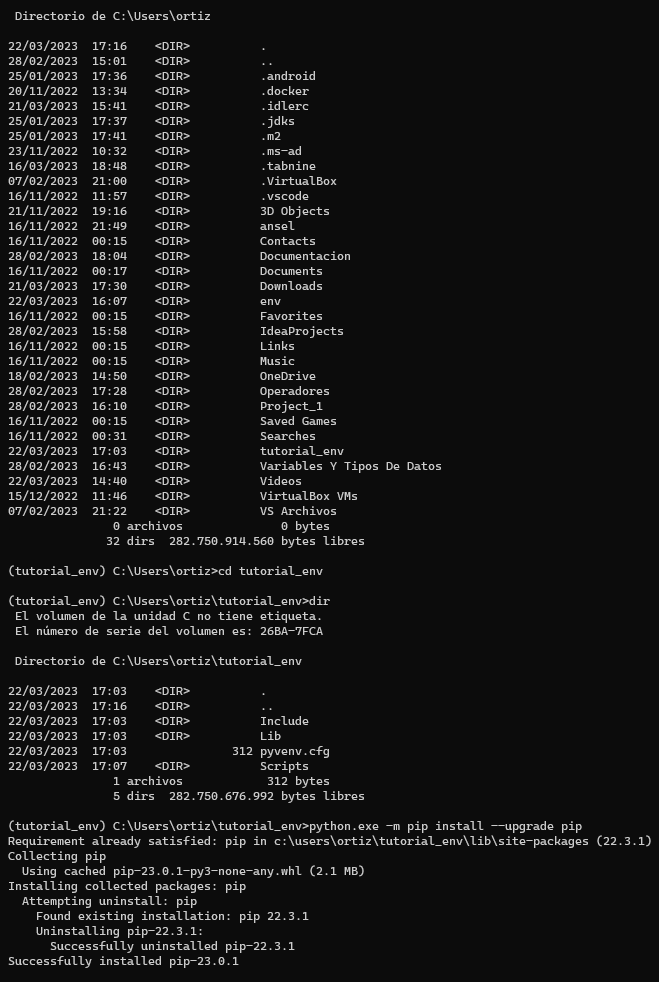 Directorio de C:\Users\ortiz
22/03/2023  17:16    <DIR>          .
28/02/2023  15:01    <DIR>          ..
25/01/2023  17:36    <DIR>          .android
20/11/2022  13:34    <DIR>          .docker
21/03/2023  15:41    <DIR>          .idlerc
25/01/2023  17:37    <DIR>          .jdks
25/01/2023  17:41    <DIR>          .m2
23/11/2022  10:32    <DIR>          .ms-ad
16/03/2023  18:48    <DIR>          .tabnine
07/02/2023  21:00    <DIR>          .VirtualBox
16/11/2022  11:57    <DIR>          .vscode
21/11/2022  19:16    <DIR>          3D Objects
16/11/2022  21:49    <DIR>          ansel
16/11/2022  00:15    <DIR>          Contacts
28/02/2023  18:04    <DIR>          Documentacion
16/11/2022  00:17    <DIR>          Documents
21/03/2023  17:30    <DIR>          Downloads
22/03/2023  16:07    <DIR>          env
16/11/2022  00:15    <DIR>          Favorites
28/02/2023  15:58    <DIR>          IdeaProjects
16/11/2022  00:15    <DIR>          Links
16/11/2022  00:15    <DIR>          Music
18/02/2023  14:50    <DIR>          OneDrive
28/02/2023  17:28    <DIR>          Operadores
28/02/2023  16:10    <DIR>          Project_1
16/11/2022  00:15    <DIR>          Saved Games
16/11/2022  00:31    <DIR>          Searches
22/03/2023  17:03    <DIR>          tutorial_env
28/02/2023  16:43    <DIR>          Variables Y Tipos De Datos
22/03/2023  14:40    <DIR>          Videos
15/12/2022  11:46    <DIR>          VirtualBox VMs
07/02/2023  21:22    <DIR>          VS Archivos
0 archivos              0 bytes
32 dirs  282.750.914.560 bytes libres
(tutorial_env) C:\Users\ortiz>cd tutorial_env
(tutorial_env) C:\Users\ortiz\tutorial_env>dir
El volumen de la unidad C no tiene etiqueta.
El número de serie del volumen es: 26BA-7FCA
Directorio de C:\Users\ortiz\tutorial_env
22/03/2023  17:03    <DIR>          .
22/03/2023  17:16    <DIR>          ..
22/03/2023  17:03    <DIR>          Include
22/03/2023  17:03    <DIR>          Lib
22/03/2023  17:03               312 pyvenv.cfg
22/03/2023  17:07    <DIR>          Scripts
1 archivos            312 bytes
5 dirs  282.750.676.992 bytes libres
(tutorial_env) C:\Users\ortiz\tutorial_env>python.exe -m pip install --upgrade pip
Requirement already satisfied: pip in c:\users\ortiz\tutorial_env\lib\site-packages (22.3.1)
Collecting pip
Using cached pip-23.0.1-py3-none-any.whl (2.1 MB)
Installing collected packages: pip
Attempting uninstall: pip
Found existing installation: pip 22.3.1
Uninstalling pip-22.3.1:
Successfully uninstalled pip-22.3.1
Successfully installed pip-23.0.1